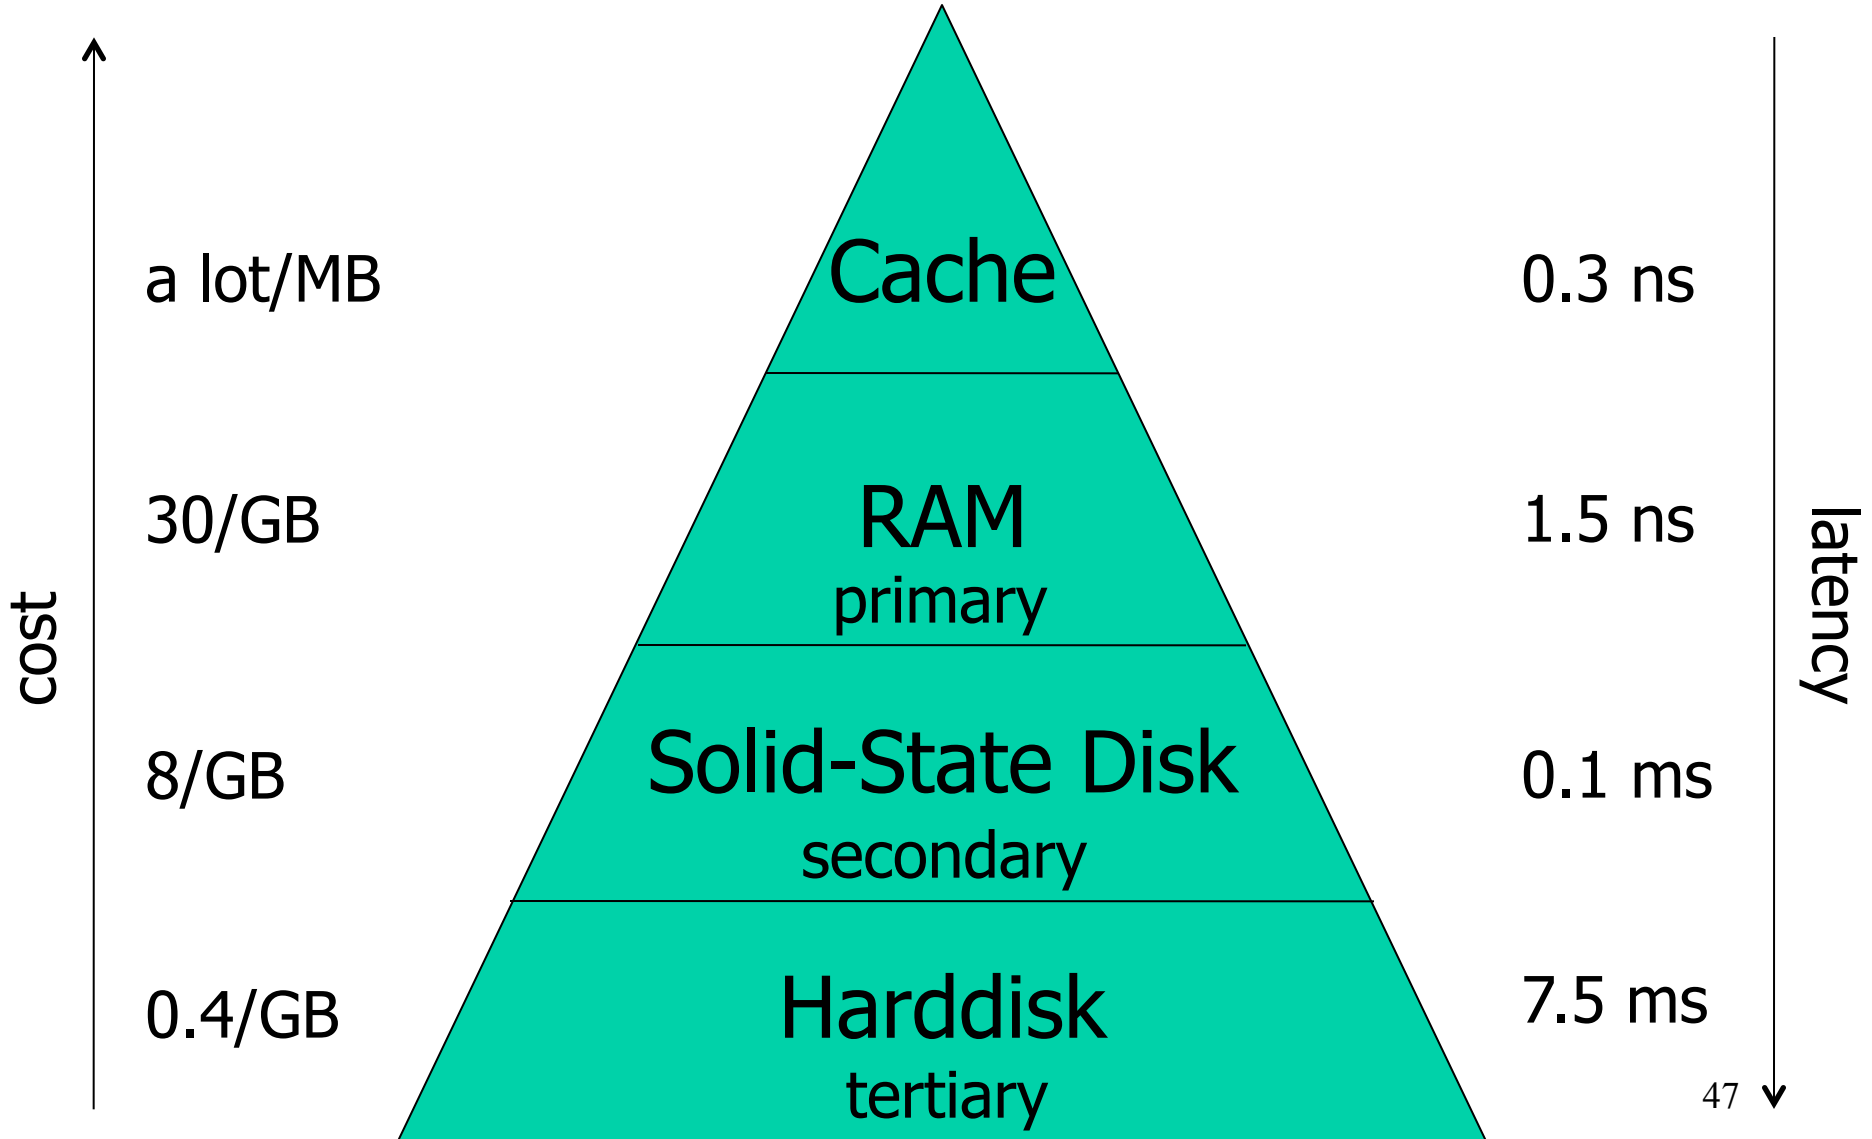 cost
a lot/MB
Cache
0.3 ns
30/GB
RAM
primary
1.5 ns
latency
8/GB
Solid-State Disk
secondary
0.1 ms
0.4/GB
Harddisk
tertiary
7.5 ms
47